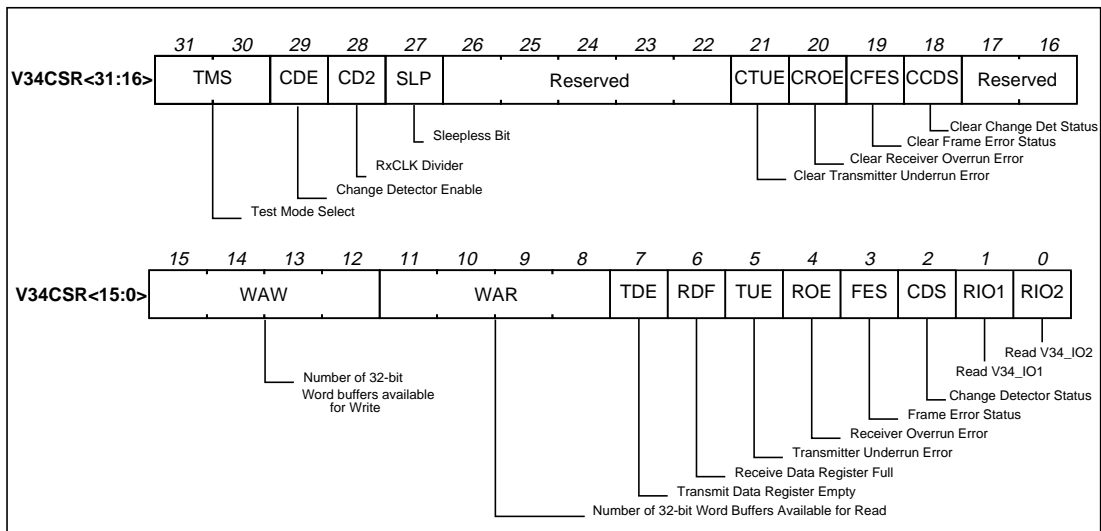 31 30 29 28 27 26 25 24 23 22 21 20 19 18 17 16
V34CSR<31:16> TMS CDE CD2 SLP Reserved CTUE CROE CFES CCDS Reserved
Clear Change Det Status
Sleepless Bit
Clear Frame Error Status
Clear Receiver Overrun Error
RxCLK Divider
Clear Transmitter Underrun Error
Change Detector Enable
Test Mode Select
15 14 13 12 11 10 9 8 7 6 5 4 3 2 1 0
V34CSR<15:0> WAW WAR TDE RDF TUE ROE FES CDS RIO1 RIO2
Read V34_IO2
Read V34_IO1
Number of 32-bit
Word buffers available
for Write
Change Detector Status
Frame Error Status
Receiver Overrun Error
Transmitter Underrun Error
Receive Data Register Full
Transmit Data Register Empty
Number of 32-bit Word Buffers Available for Read